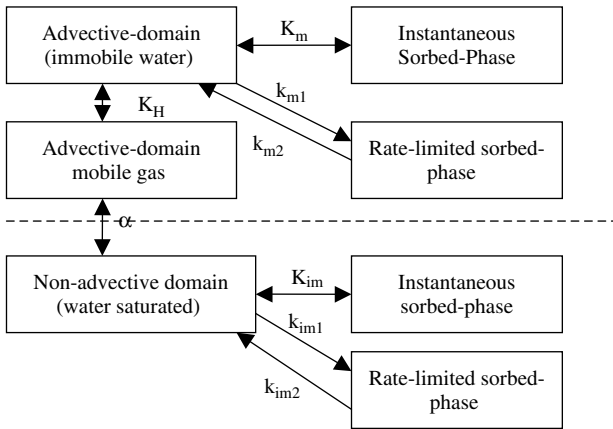 Advective-domain
(immobile water)
K_m
Instantaneous
Sorbed-Phase
K_H
k_m1
k_m2
Advective-domain
mobile gas
Rate-limited sorbed-
phase
α
Non-advective domain
(water saturated)
K_im
Instantaneous
sorbed-phase
k_im1
k_im2
Rate-limited sorbed-
phase